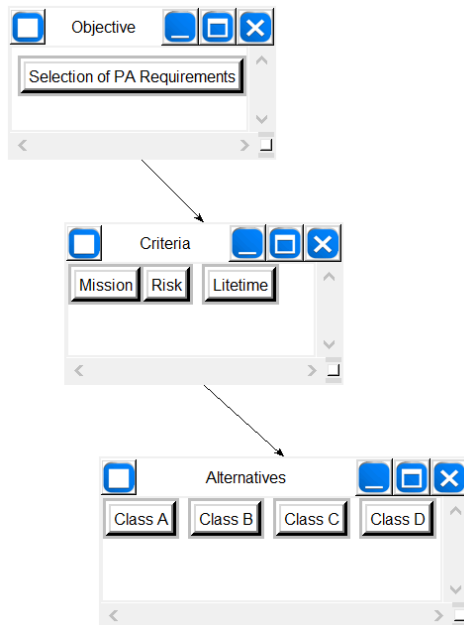 Objective
Selection of PA Requirements
Criteria
Mission Risk Litetime
Alternatives
Class A Class B Class C Class D